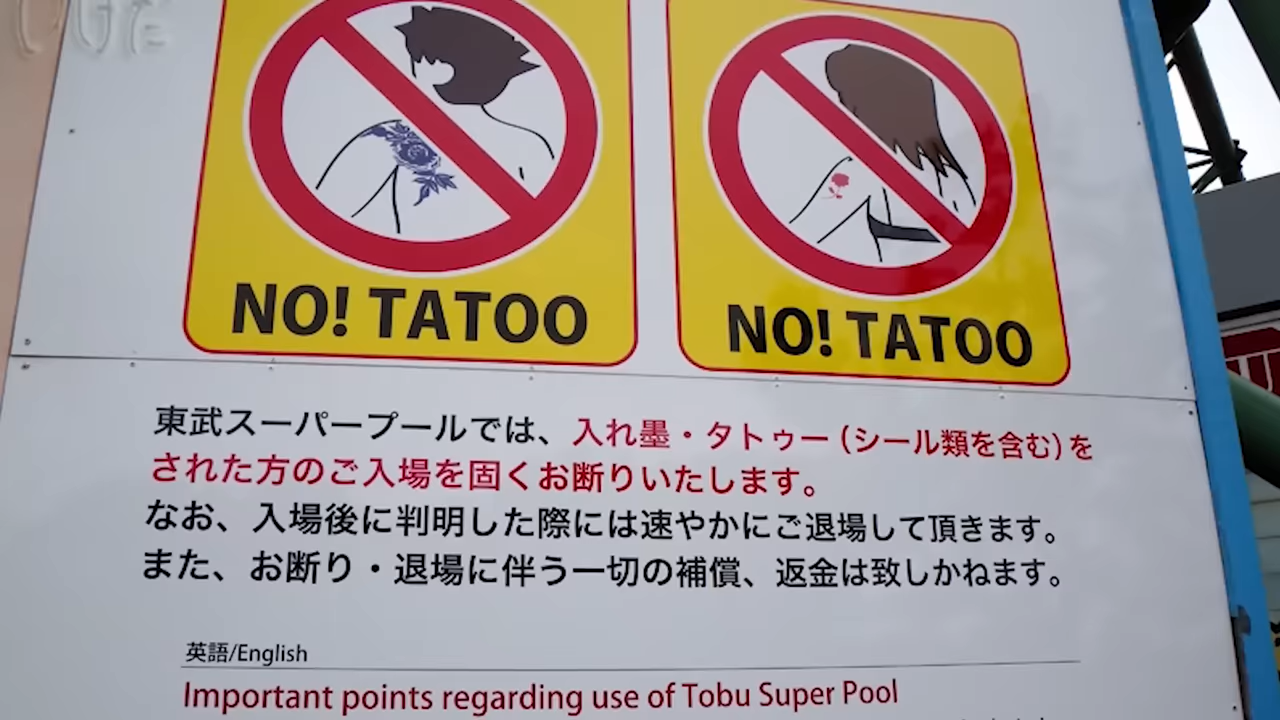 NO! TATOO
NO! TATOO
東武スーパープールでは、入れ墨・タトゥー（シール類を含む）を
された方のご入場を固くお断りいたします。
なお、入場後に判明した際には速やかにご退場して頂きます。
また、お断り・退場に伴う一切の補償、返金は致しかねます。
英語/English
Important points regarding use of Tobu Super Pool